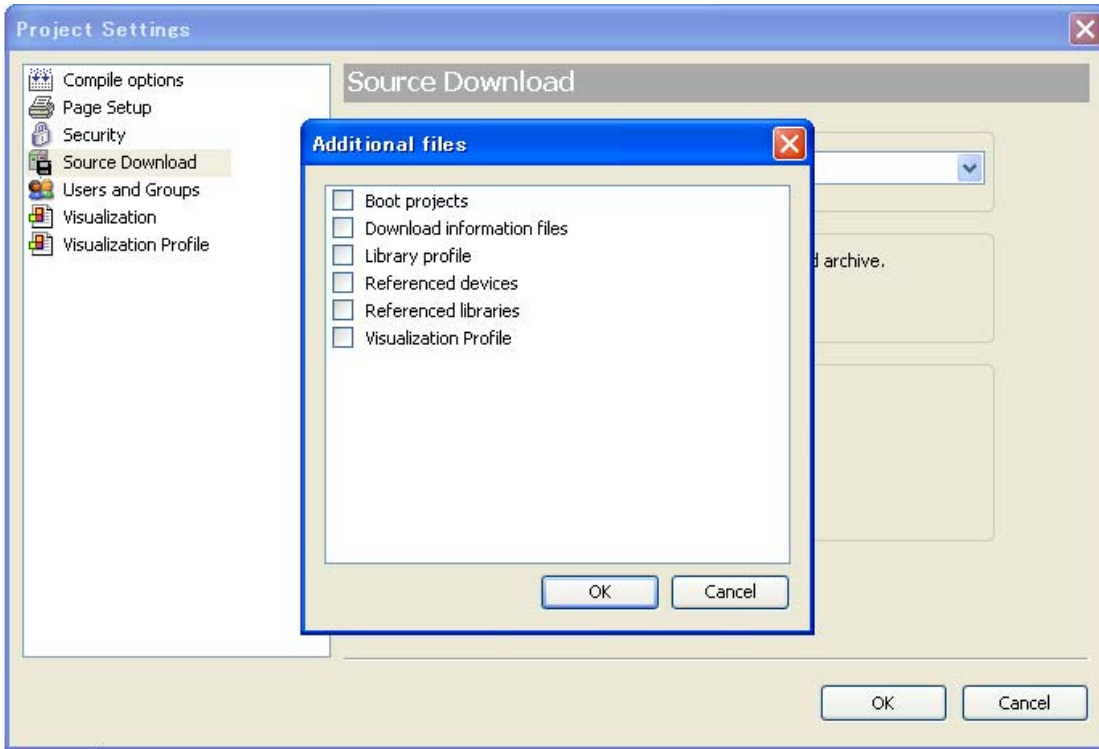 Project Settings
Compile options
Page Setup
Security
Source Download
Users and Groups
Visualization
Visualization Profile
Source Download
Additional files
Boot projects
Download information files
Library profile
Referenced devices
Referenced libraries
Visualization Profile
OK
Cancel
archive.
OK
Cancel